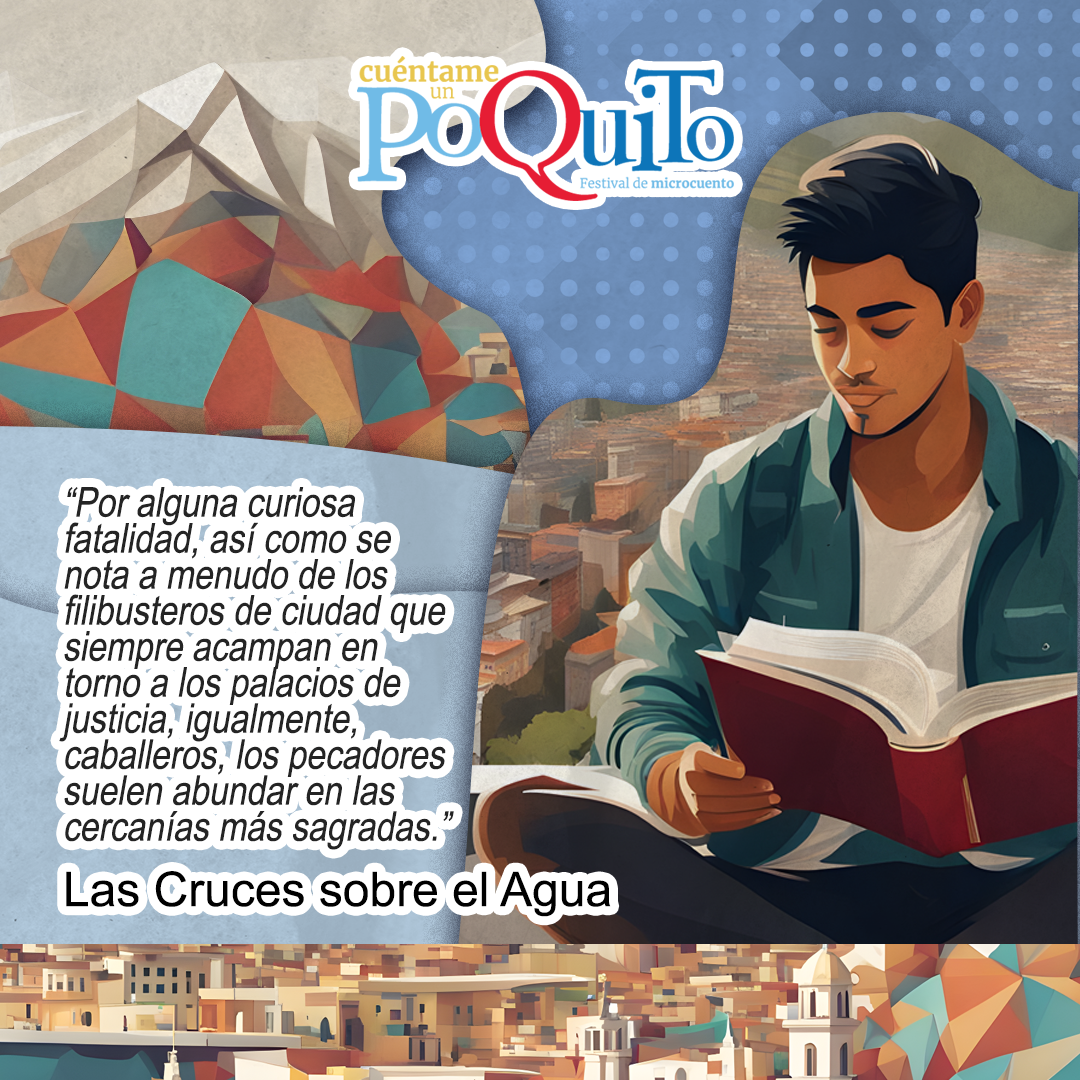 cuéntame
un
PoQuiTo
Festival de microcuento
“Por alguna curiosa
fatalidad, así como se
nota a menudo de los
filibusteros de ciudad que
siempre acampan en
torno a los palacios de
justicia, igualmente,
caballeros, los pecadores
suelen abundar en las
cercanías más sagradas.”
Las Cruces sobre el Agua